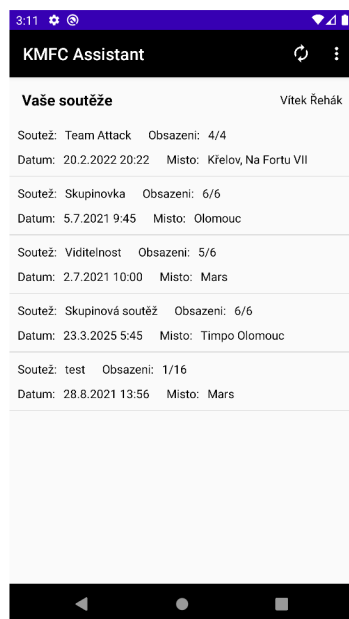 3:11
KMFC Assistant
Vaše soutěže Vítek Řehák
Soutež: Team Attack Obsazeni: 4/4
Datum: 20.2.2022 20:22 Misto: Křelov, Na Fortu VII
Soutež: Skupinovka Obsazeni: 6/6
Datum: 5.7.2021 9:45 Misto: Olomouc
Soutež: Viditelnost Obsazeni: 5/6
Datum: 2.7.2021 10:00 Misto: Mars
Soutež: Skupinová soutěž Obsazeni: 6/6
Datum: 23.3.2025 5:45 Misto: Timpo Olomouc
Soutež: test Obsazeni: 1/16
Datum: 28.8.2021 13:56 Misto: Mars